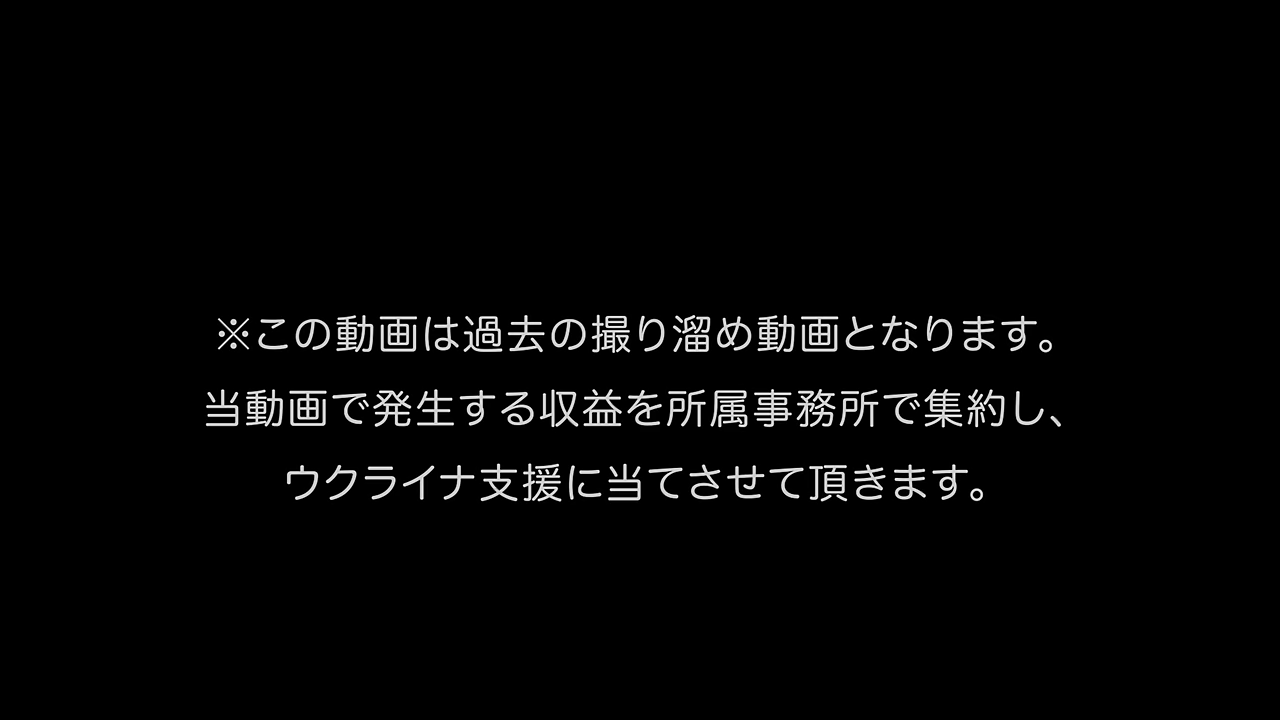 ※この動画は過去の撮り溜め動画となります。
当動画で発生する収益を所属事務所で集約し、
ウクライナ支援に当てさせて頂きます。